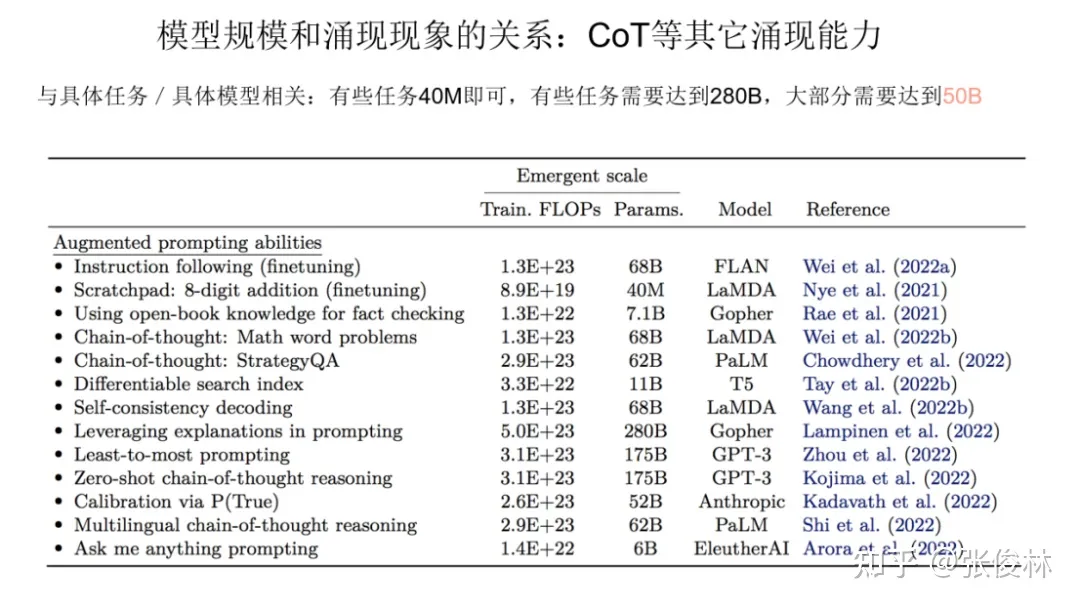 模型规模和涌现现象的关系：CoT等其它涌现能力
与具体任务 / 具体模型相关：有些任务40M即可，有些任务需要达到280B，大部分需要达到50B
Emergent scale
Train. FLOPs Params. Model Reference
Augmented prompting abilities
• Instruction following (finetuning) 1.3E+23 68B FLAN Wei et al. (2022a)
• Scratchpad: 8-digit addition (finetuning) 8.9E+19 40M LaMDA Nye et al. (2021)
• Using open-book knowledge for fact checking 1.3E+22 7.1B Gopher Rae et al. (2021)
• Chain-of-thought: Math word problems 1.3E+23 68B LaMDA Wei et al. (2022b)
• Chain-of-thought: StrategyQA 2.9E+23 62B PaLM Chowdhery et al. (2022)
• Differentiable search index 3.3E+22 11B T5 Tay et al. (2022b)
• Self-consistency decoding 1.3E+23 68B LaMDA Wang et al. (2022b)
• Leveraging explanations in prompting 5.0E+23 280B Gopher Lampinen et al. (2022)
• Least-to-most prompting 3.1E+23 175B GPT-3 Zhou et al. (2022)
• Zero-shot chain-of-thought reasoning 3.1E+23 175B GPT-3 Kojima et al. (2022)
• Calibration via P(True) 2.6E+23 52B Anthropic Kadavath et al. (2022)
• Multilingual chain-of-thought reasoning 2.9E+23 62B PaLM Shi et al. (2022)
• Ask me anything prompting 1.4E+22 6B EleutherAI Arora et al. (2022)
知乎 @张俊林